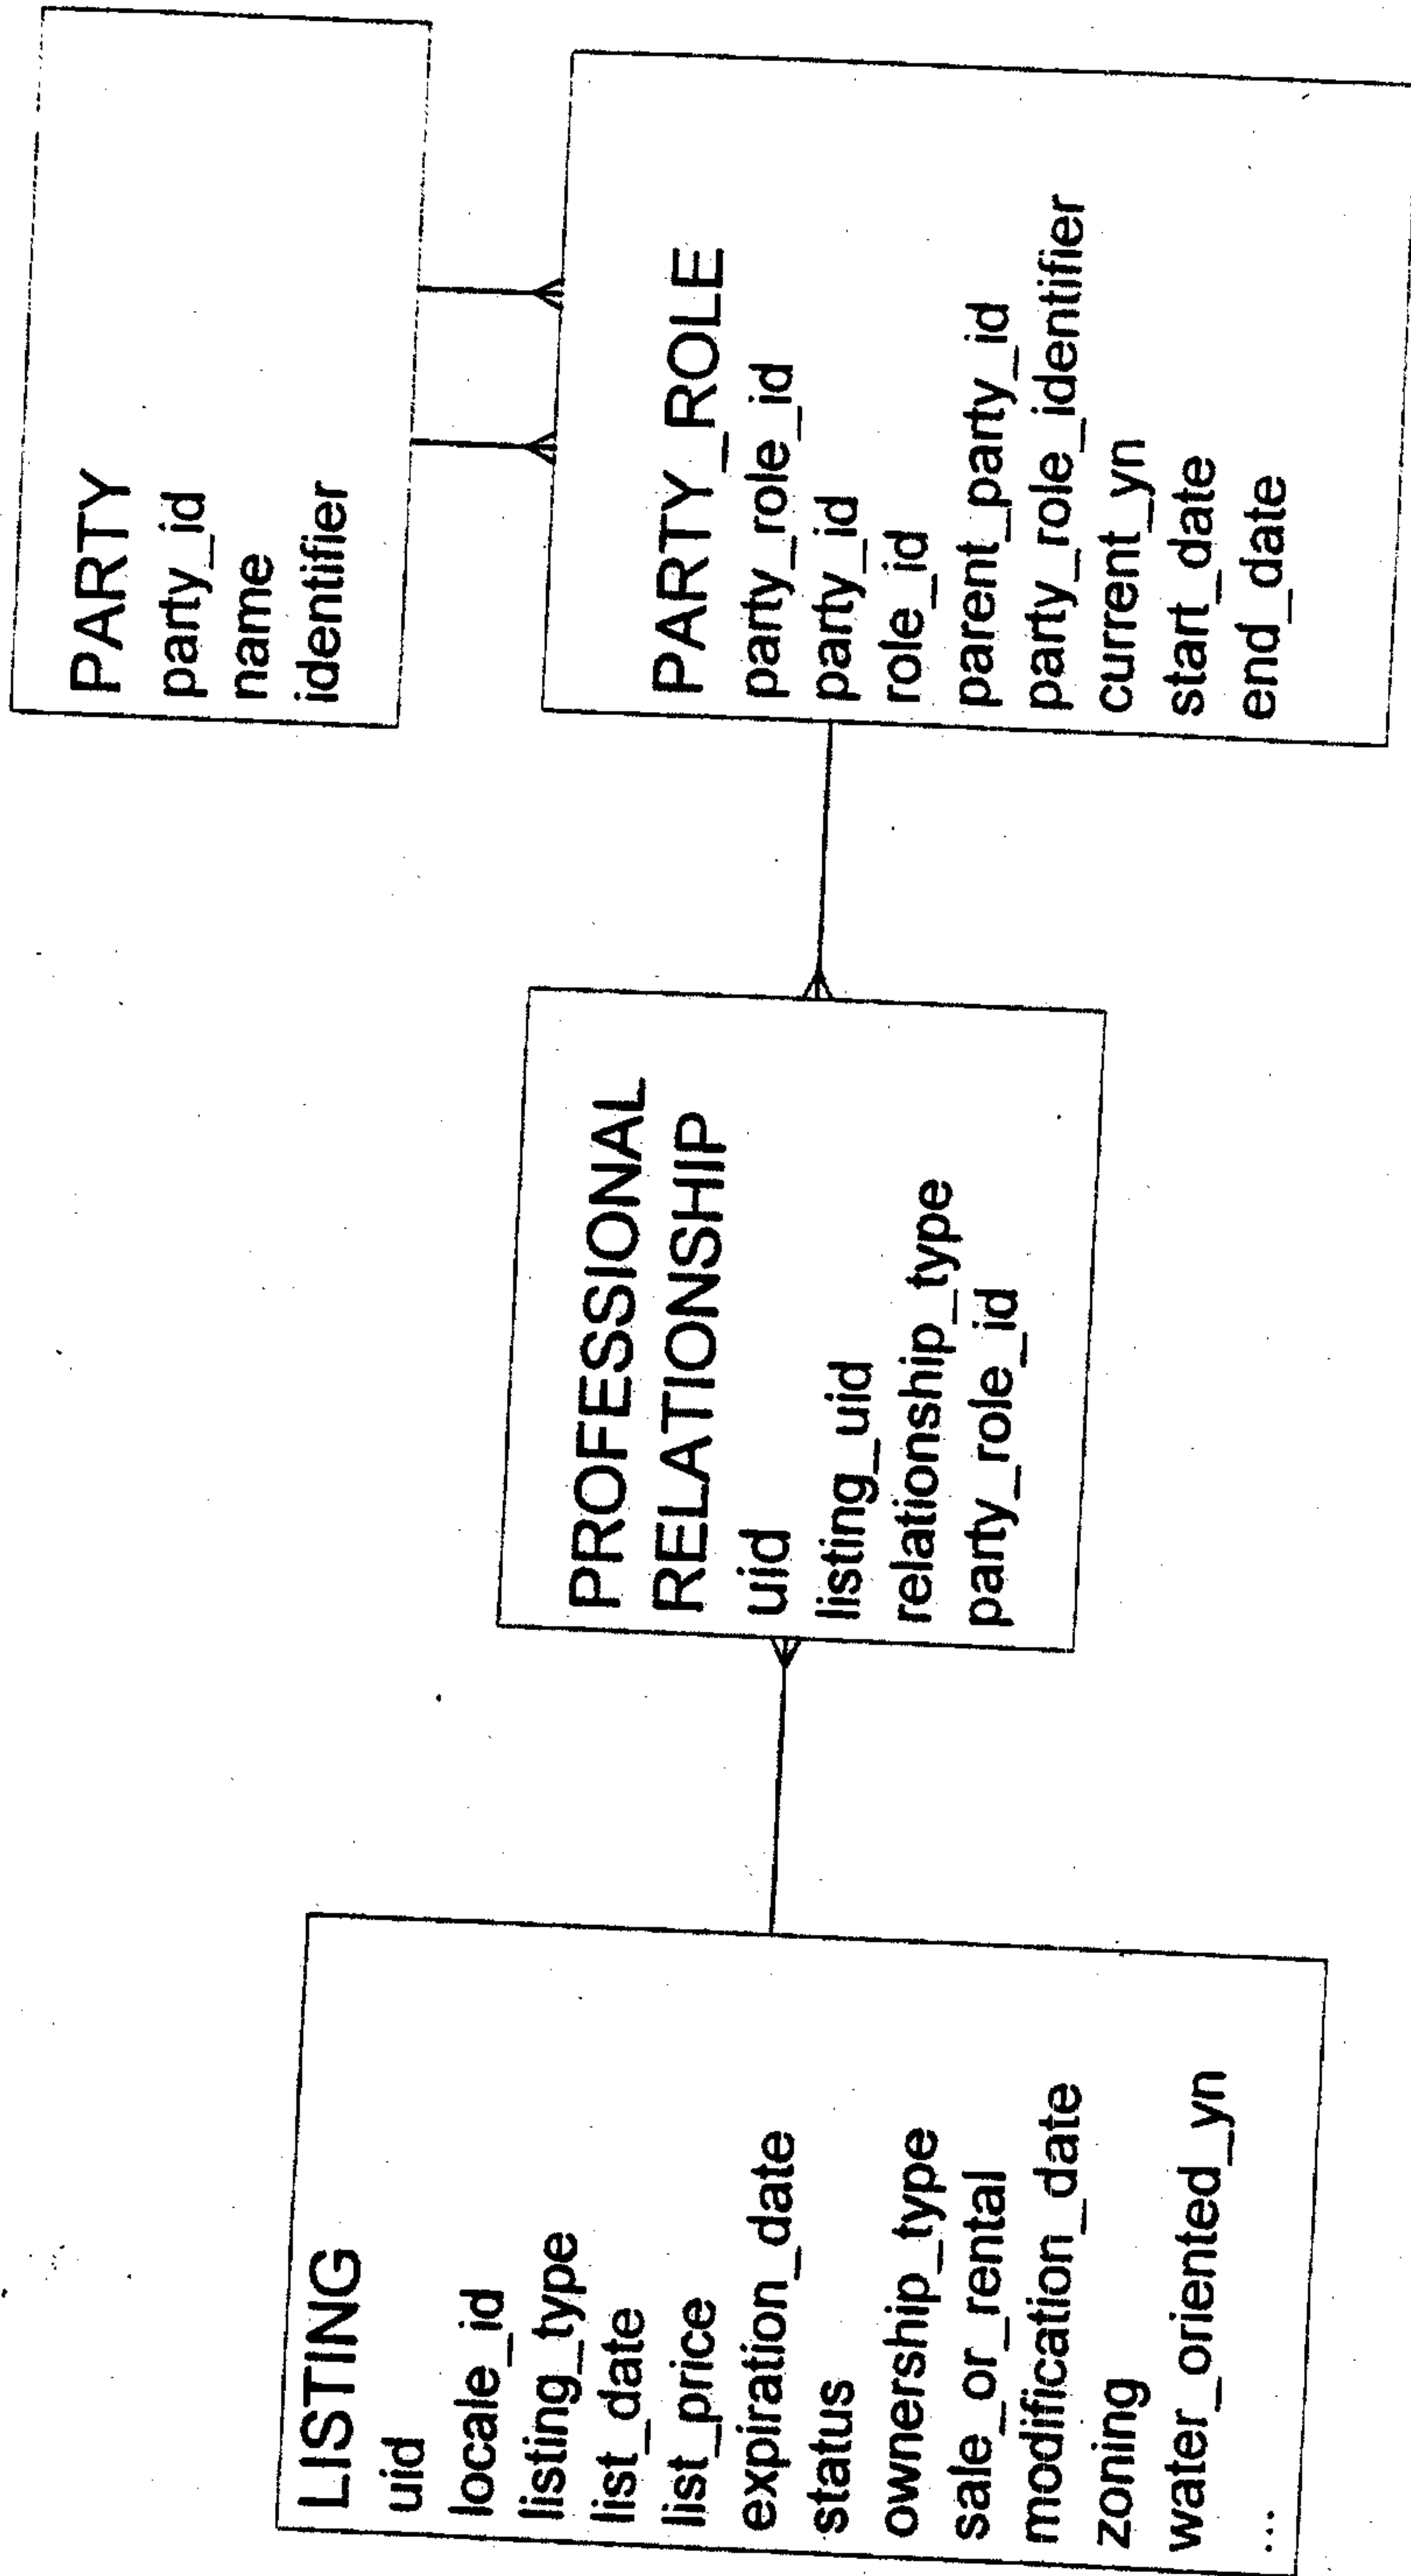 LISTING
uid
locale_id
listing_type
list_date
list_price
expiration_date
status
ownership_type
sale_or_rental
modification_date
zoning
water_oriented_yn
...
PROFESSIONAL
RELATIONSHIP
uid
listing_uid
relationship_type
party_role_id
PARTY
party_id
name
identifier
PARTY_ROLE
party_role_id
party_id
role_id
parent_party_id
party_role_identifier
current_yn
start_date
end_date